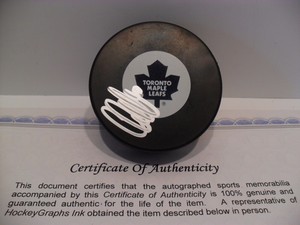 TORONTO
MAPLE
LEAFS
Certificate Of Authenticity
This document certifies that the autographed sports memorabilia
accompanied by this Certificate of Authenticity is 100% genuine and
guaranteed authentic for the life of the item. A representative of
HockeyGraphs Ink obtained the item described below in person.